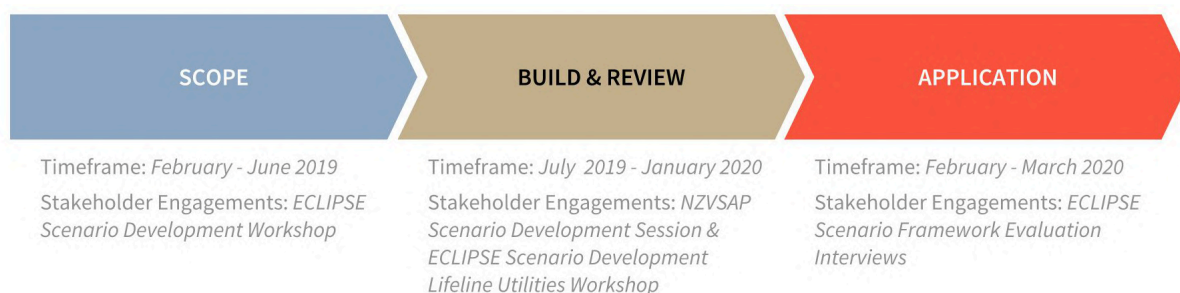 SCOPE
BUILD & REVIEW
APPLICATION
Timeframe: February - June 2019
Stakeholder Engagements: ECLIPSE
Scenario Development Workshop
Timeframe: July 2019 - January 2020
Stakeholder Engagements: NZVSAP
Scenario Development Session &
ECLIPSE Scenario Development
Lifeline Utilities Workshop
Timeframe: February - March 2020
Stakeholder Engagements: ECLIPSE
Scenario Framework Evaluation
Interviews